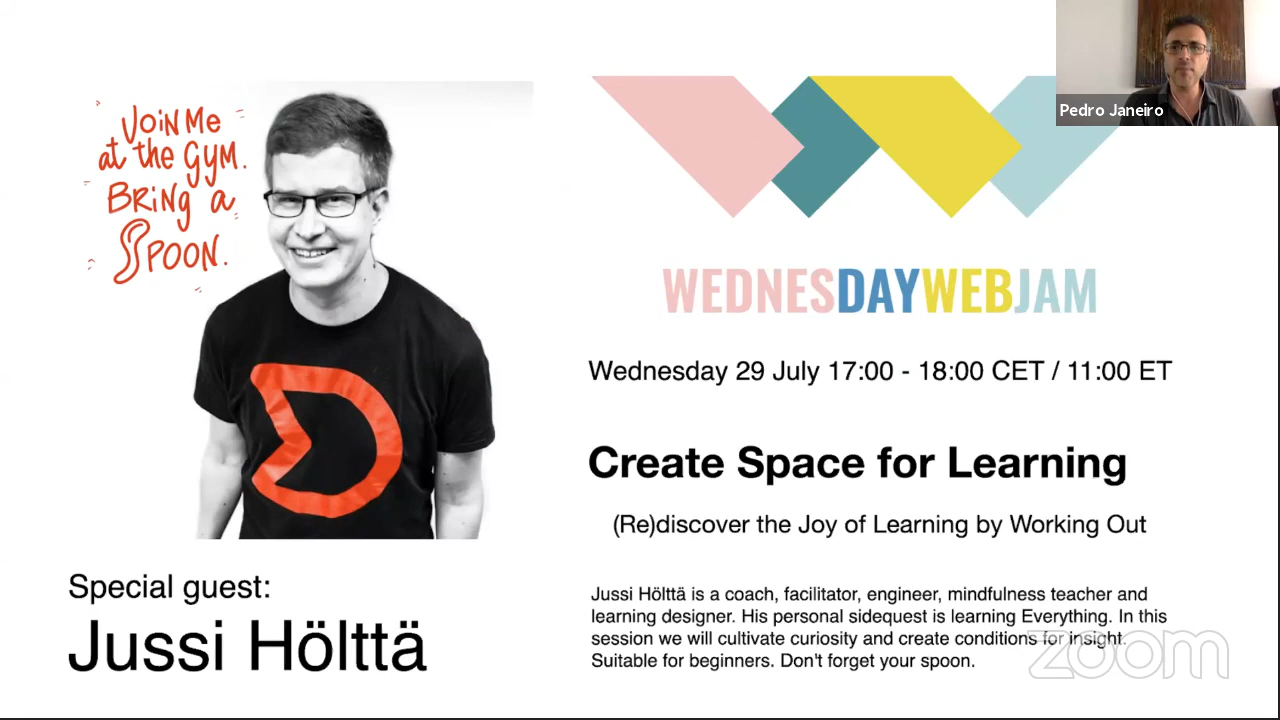 JOIN ME
at the GYM.
BRING a
SPOON.
Pedro Janeiro
WEDNESDAYWEBJAM
Wednesday 29 July 17:00 - 18:00 CET / 11:00 ET
Create Space for Learning
(Re)discover the Joy of Learning by Working Out
Special guest:
Jussi Hölttä
Jussi Hölttä is a coach, facilitator, engineer, mindfulness teacher and
learning designer. His personal sidequest is learning Everything. In this
session we will cultivate curiosity and create conditions for insight.
Suitable for beginners. Don't forget your spoon.
zoom